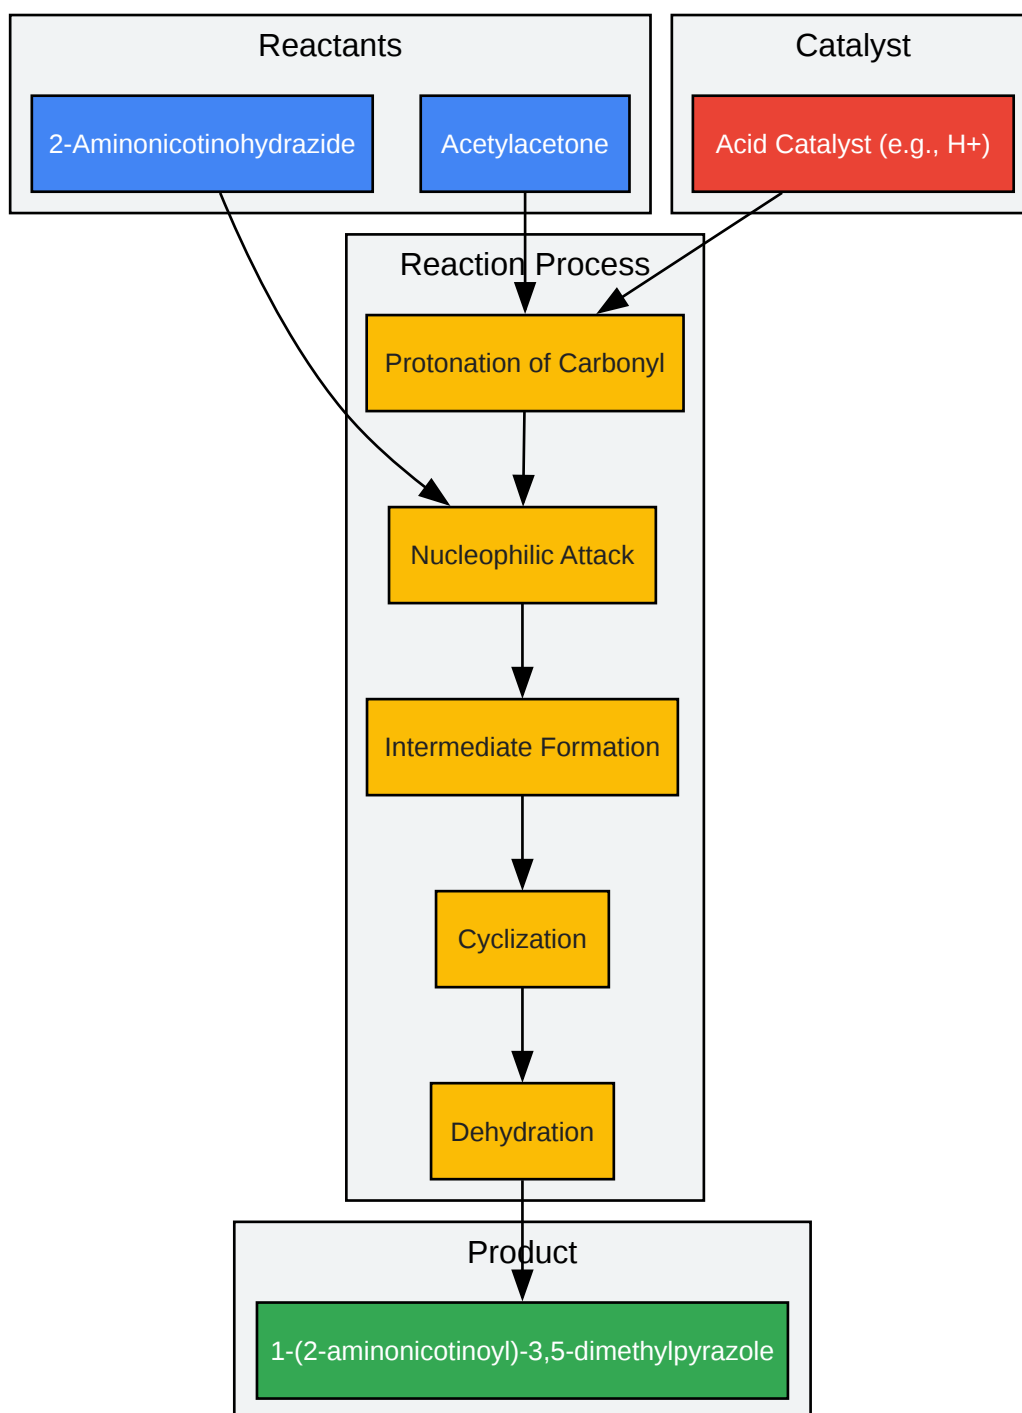 Reactants
Catalyst
2-Aminonicotinohydrazide
Acetylacetone
Acid Catalyst (e.g., H+)
Reaction Process
Protonation of Carbonyl
Nucleophilic Attack
Intermediate Formation
Cyclization
Dehydration
Product
1-(2-aminonicotinoyl)-3,5-dimethylpyrazole